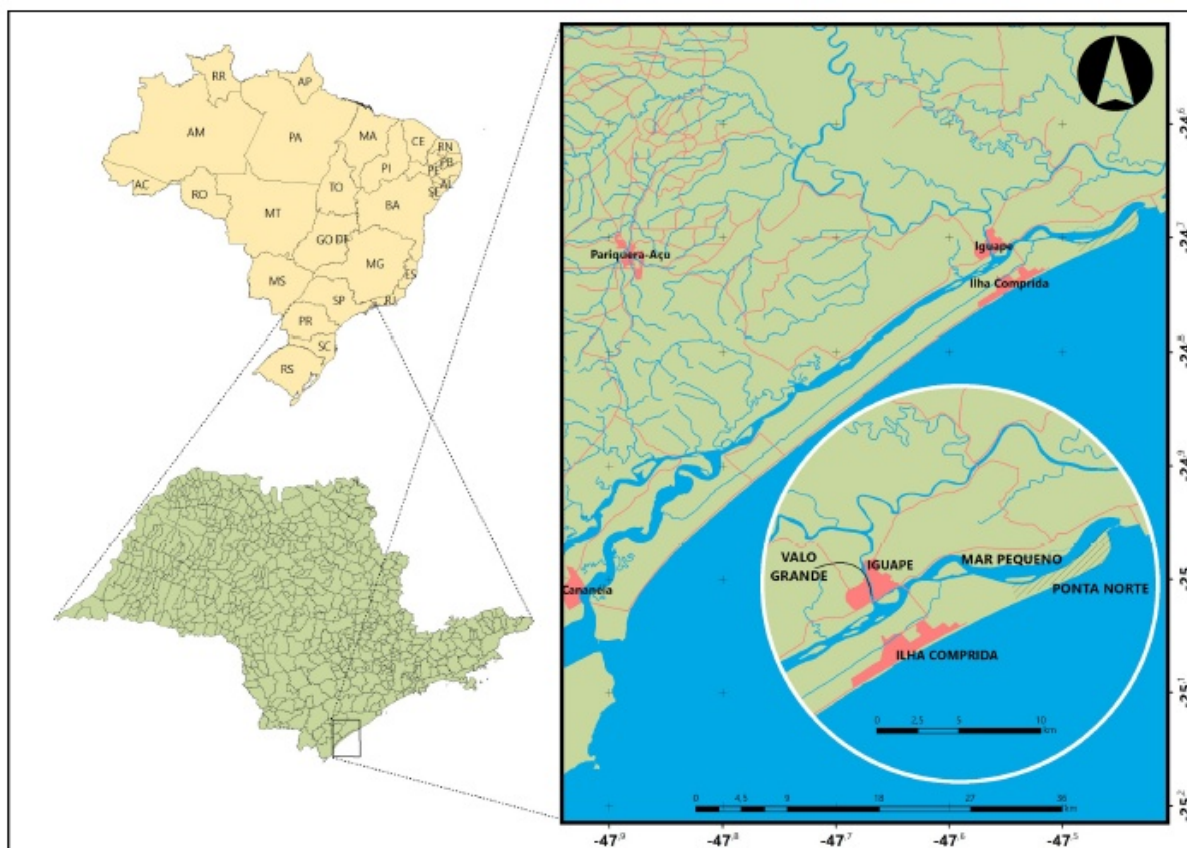 RR
AP
AM
PA
MA
CE
RN
PB
PE
AL
SE
PI
AC
RO
TO
BA
MT
GO DF
MG
ES
MS
SP
RJ
PR
SC
RS
Pariquera-Açú
Iguape
Ilha Comprida
Cananéia
VALO
GRANDE
IGUAPE
MAR PEQUENO
PONTA NORTE
ILHA COMPRIDA
0 2,5 5 10
km
0 4,5 9 18 27 36
km
-24,6
-24,7
-24,8
-24,9
-25
-25,1
-25,2
-47,9 -47,8 -47,7 -47,6 -47,5